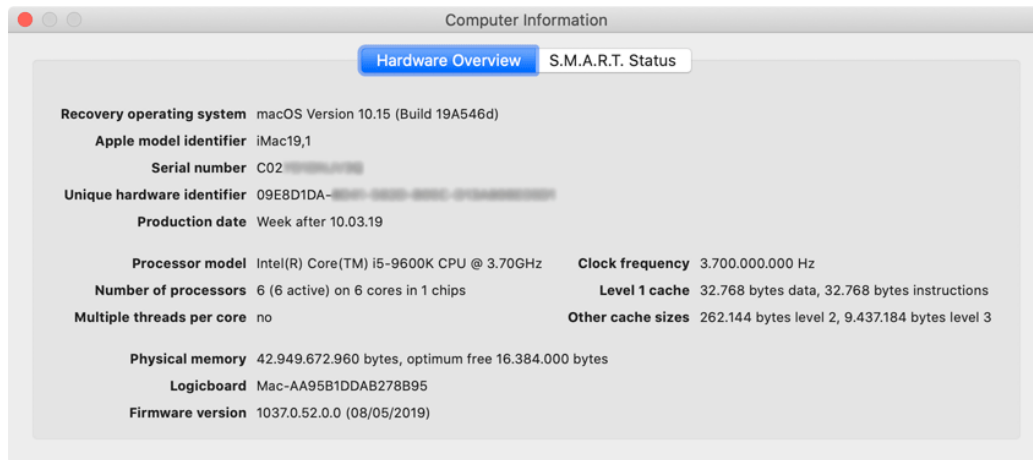 Computer Information
Hardware Overview
S.M.A.R.T. Status
Recovery operating system macOS Version 10.15 (Build 19A546d)
Apple model identifier iMac19,1
Serial number C02
Unique hardware identifier 09E8D1DA-
Production date Week after 10.03.19
Processor model Intel(R) Core(TM) i5-9600K CPU @ 3.70GHz Clock frequency 3.700.000.000 Hz
Number of processors 6 (6 active) on 6 cores in 1 chips Level 1 cache 32.768 bytes data, 32.768 bytes instructions
Multiple threads per core no Other cache sizes 262.144 bytes level 2, 9.437.184 bytes level 3
Physical memory 42.949.672.960 bytes, optimum free 16.384.000 bytes
Logicboard Mac-AA95B1DDAB278B95
Firmware version 1037.0.52.0.0 (08/05/2019)